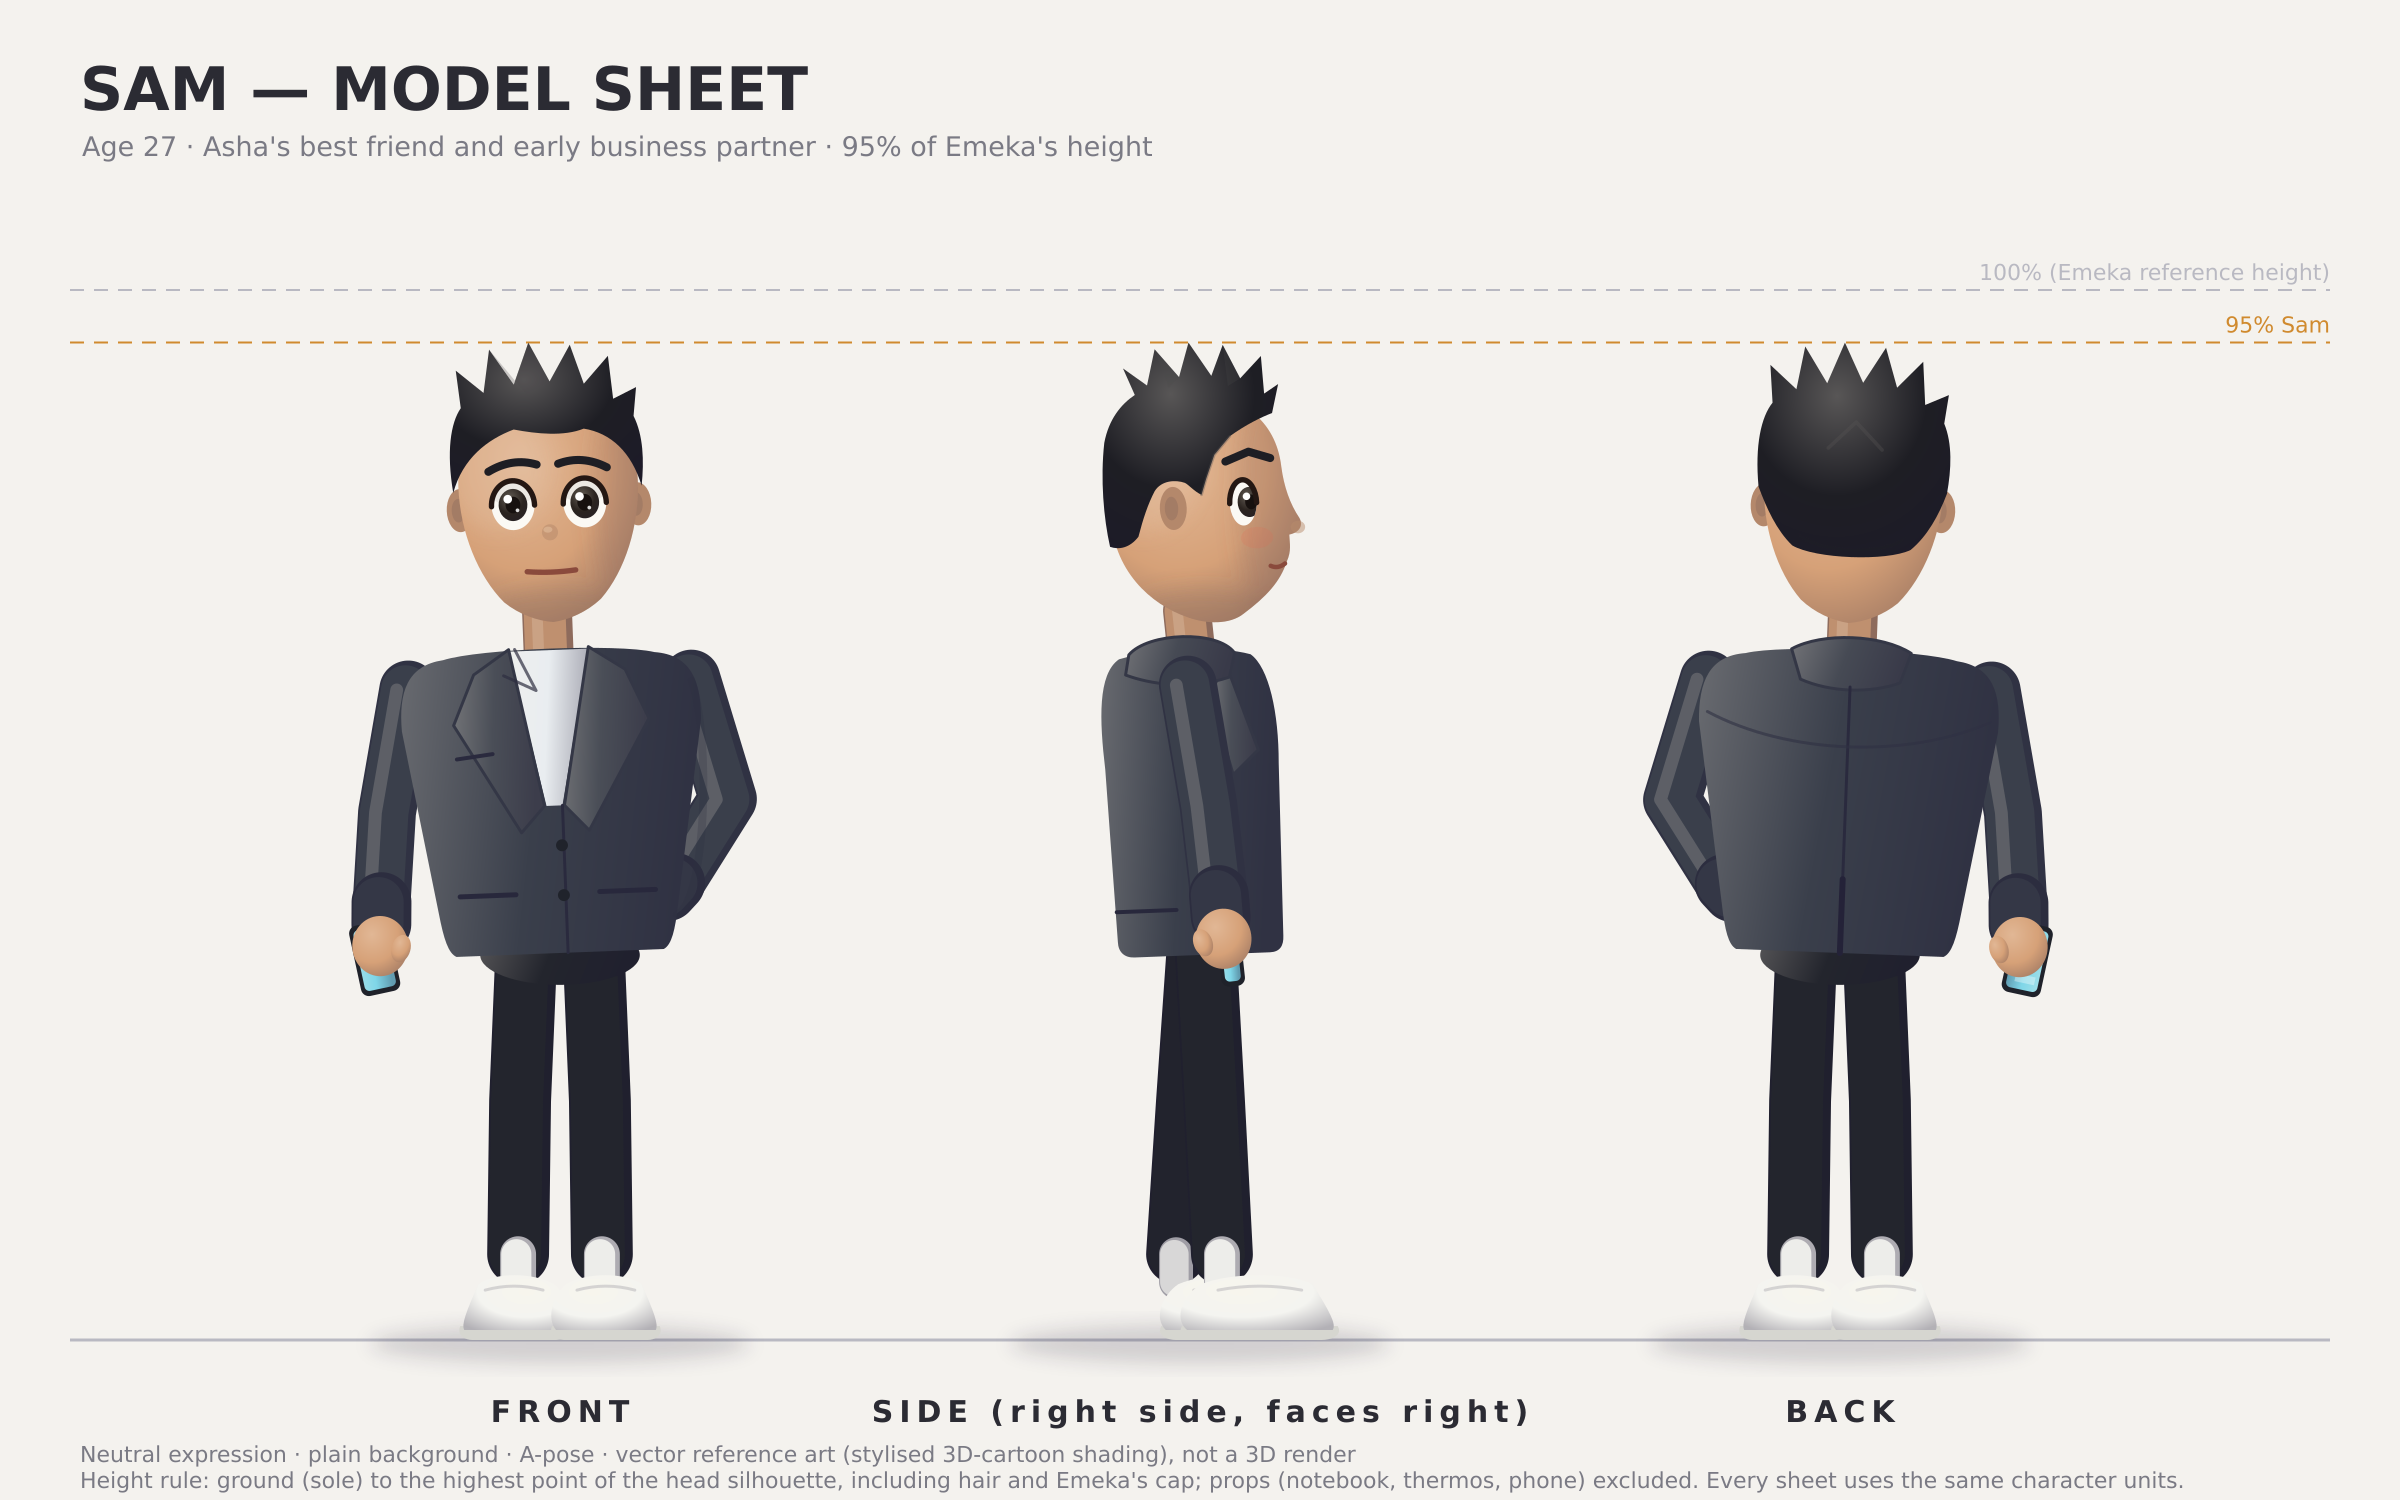 SAM — MODEL SHEET
Age 27 · Asha's best friend and early business partner · 95% of Emeka's height
100% (Emeka reference height)
95% Sam
FRONT
SIDE (right side, faces right)
BACK
Neutral expression · plain background · A-pose · vector reference art (stylised 3D-cartoon shading), not a 3D render
Height rule: ground (sole) to the highest point of the head silhouette, including hair and Emeka's cap; props (notebook, thermos, phone) excluded. Every sheet uses the same character units.